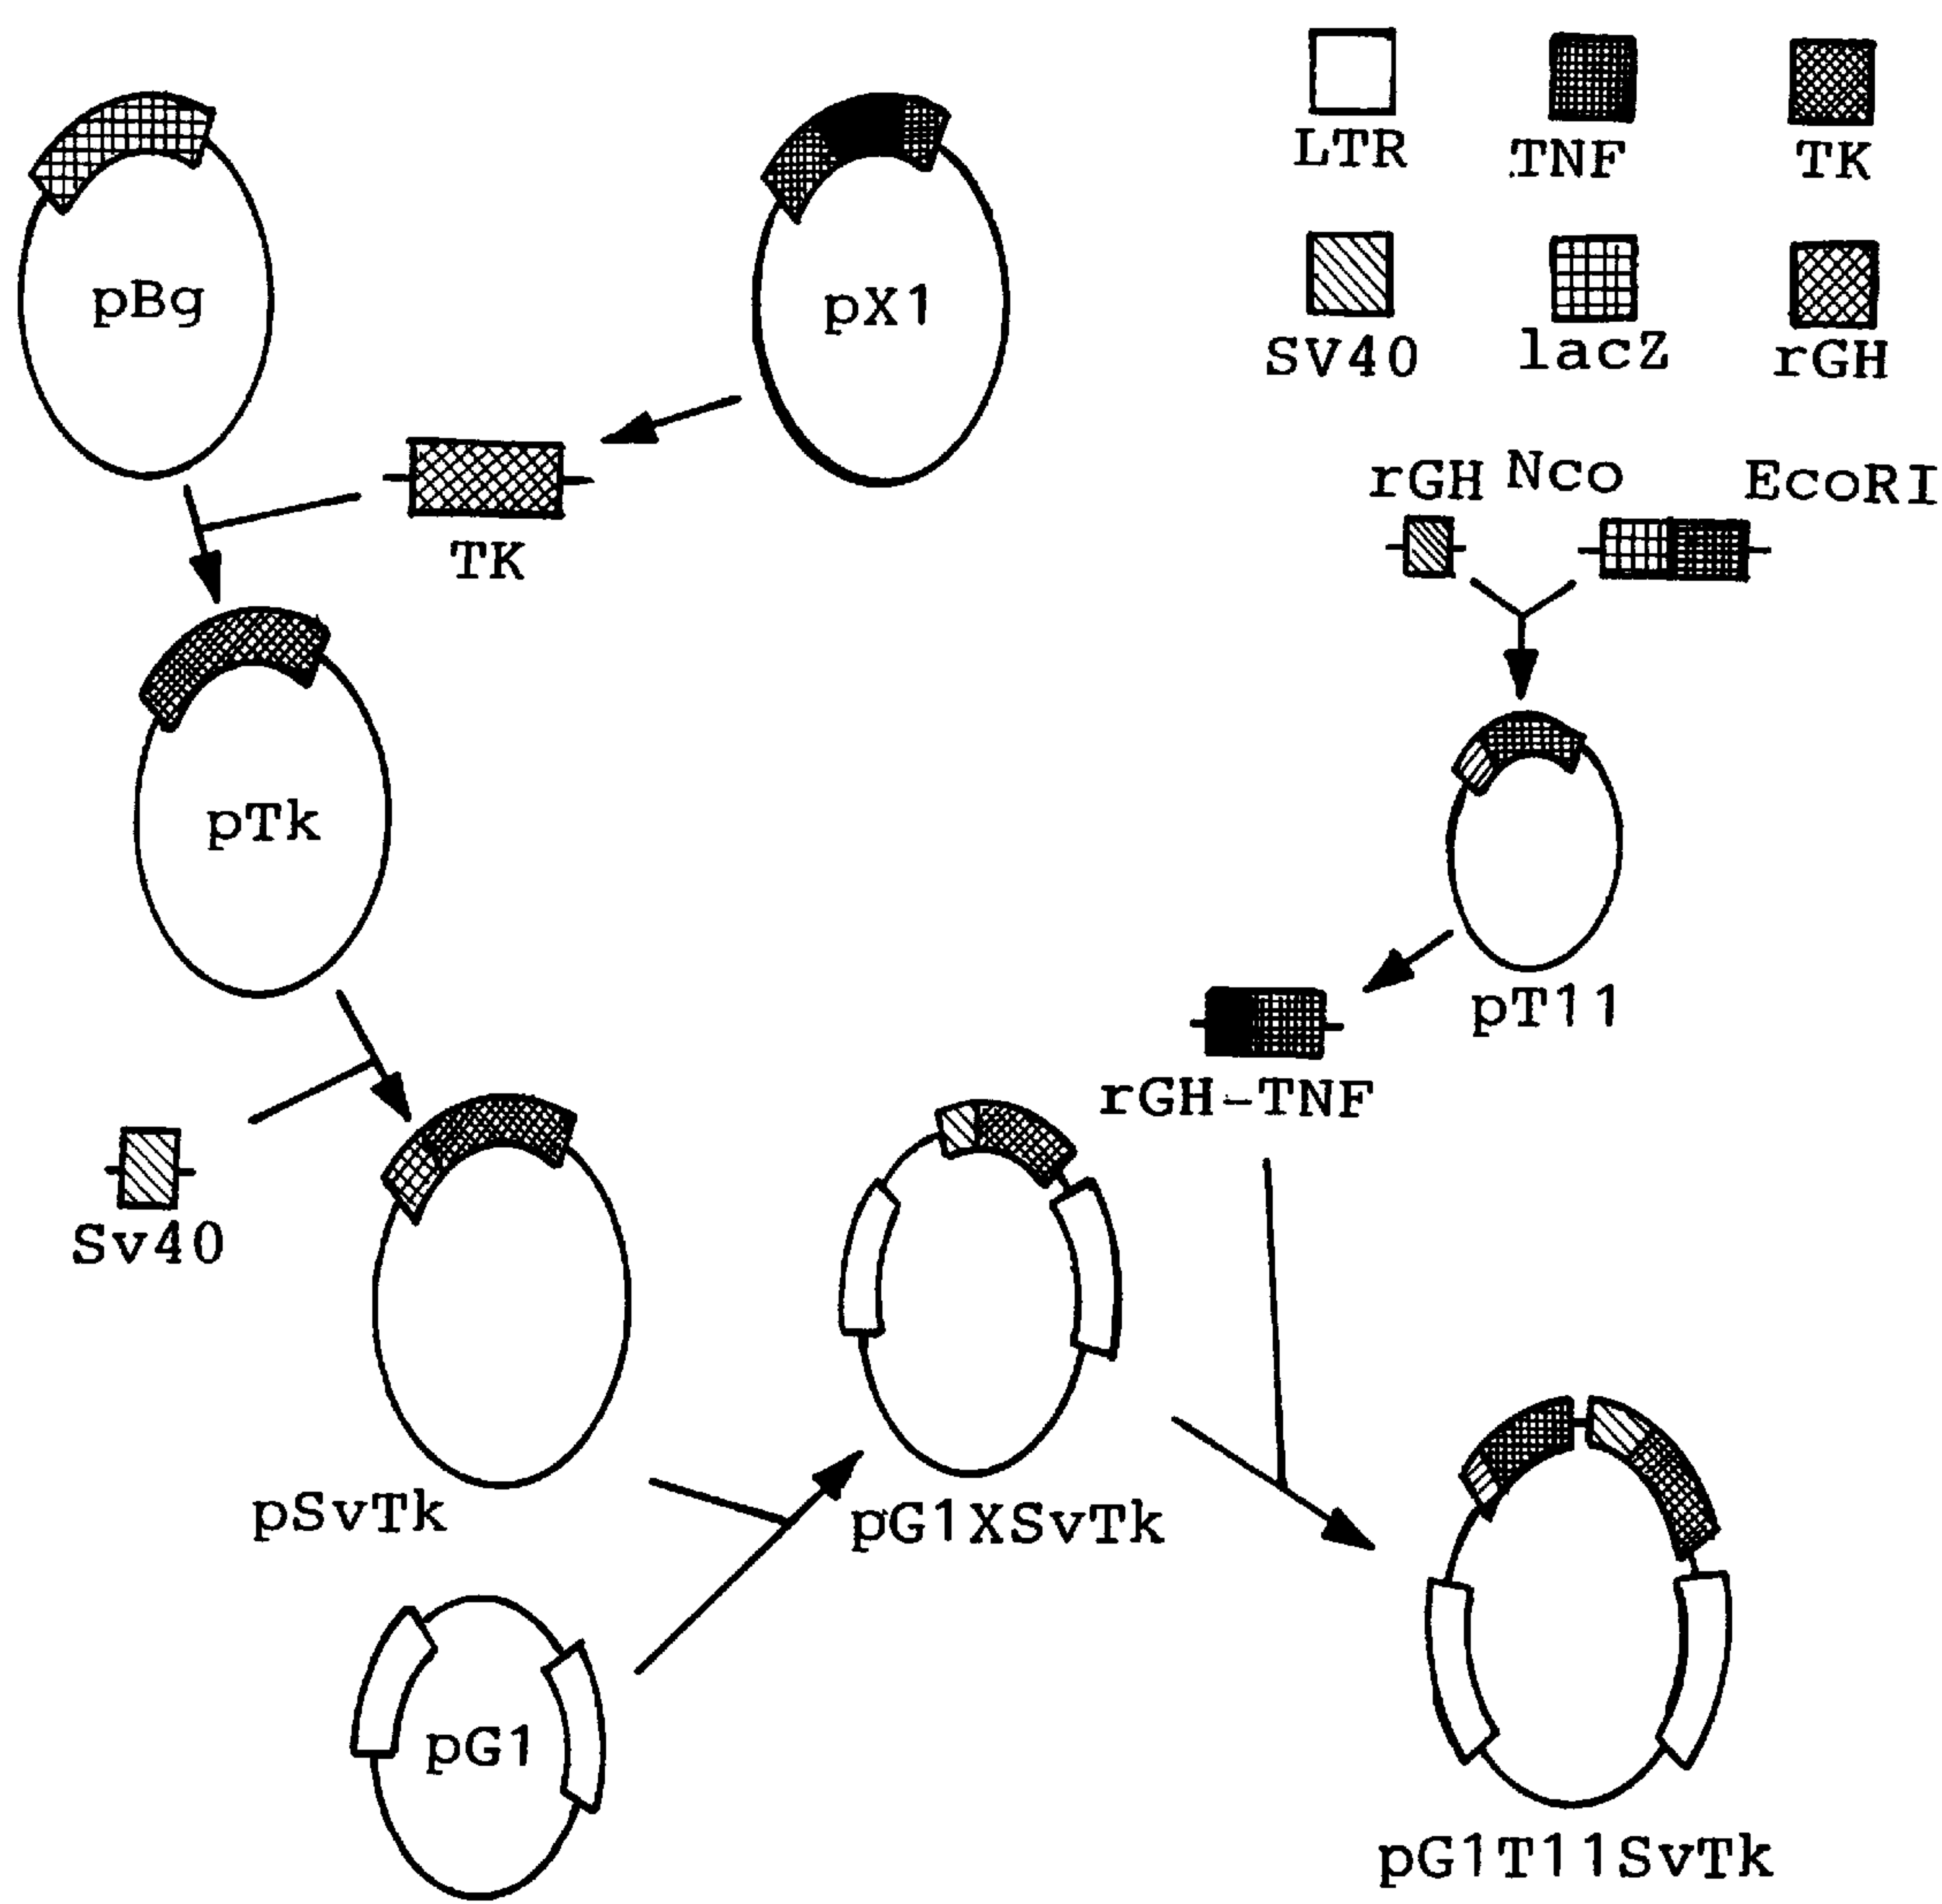 LTR
TNF
TK
pBg
pX1
SV40
lacZ
rGH
rGH
Nco
EcoRI
TK
pTk
pT11
rGH-TNF
Sv40
pSvTk
pG1XSvTk
pG1
pG1T11SvTk